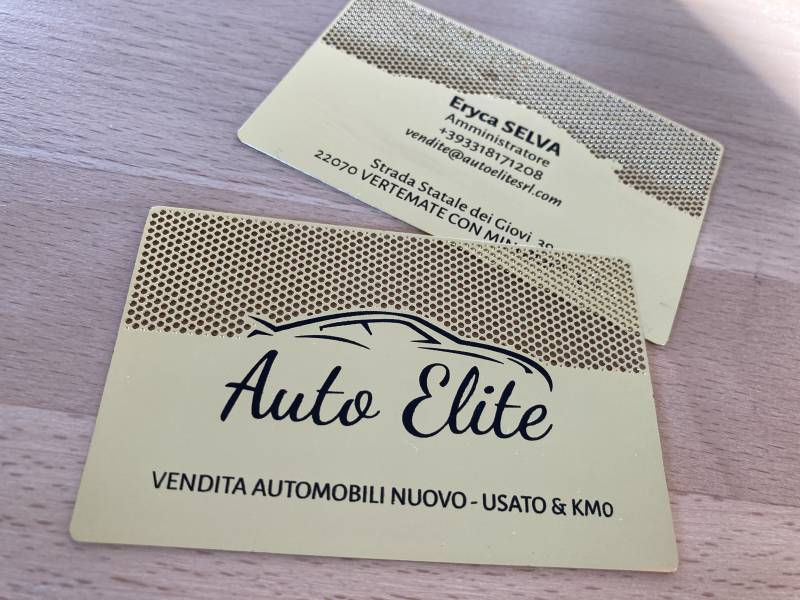 Eryca SELVA
Amministratore
+393318171208
vendite@autoelitesrl.com
Strada Statale dei Giovi, 39
22070 VERTEMATE CON
Auto Elite
VENDITA AUTOMOBILI NUOVO - USATO & KM0